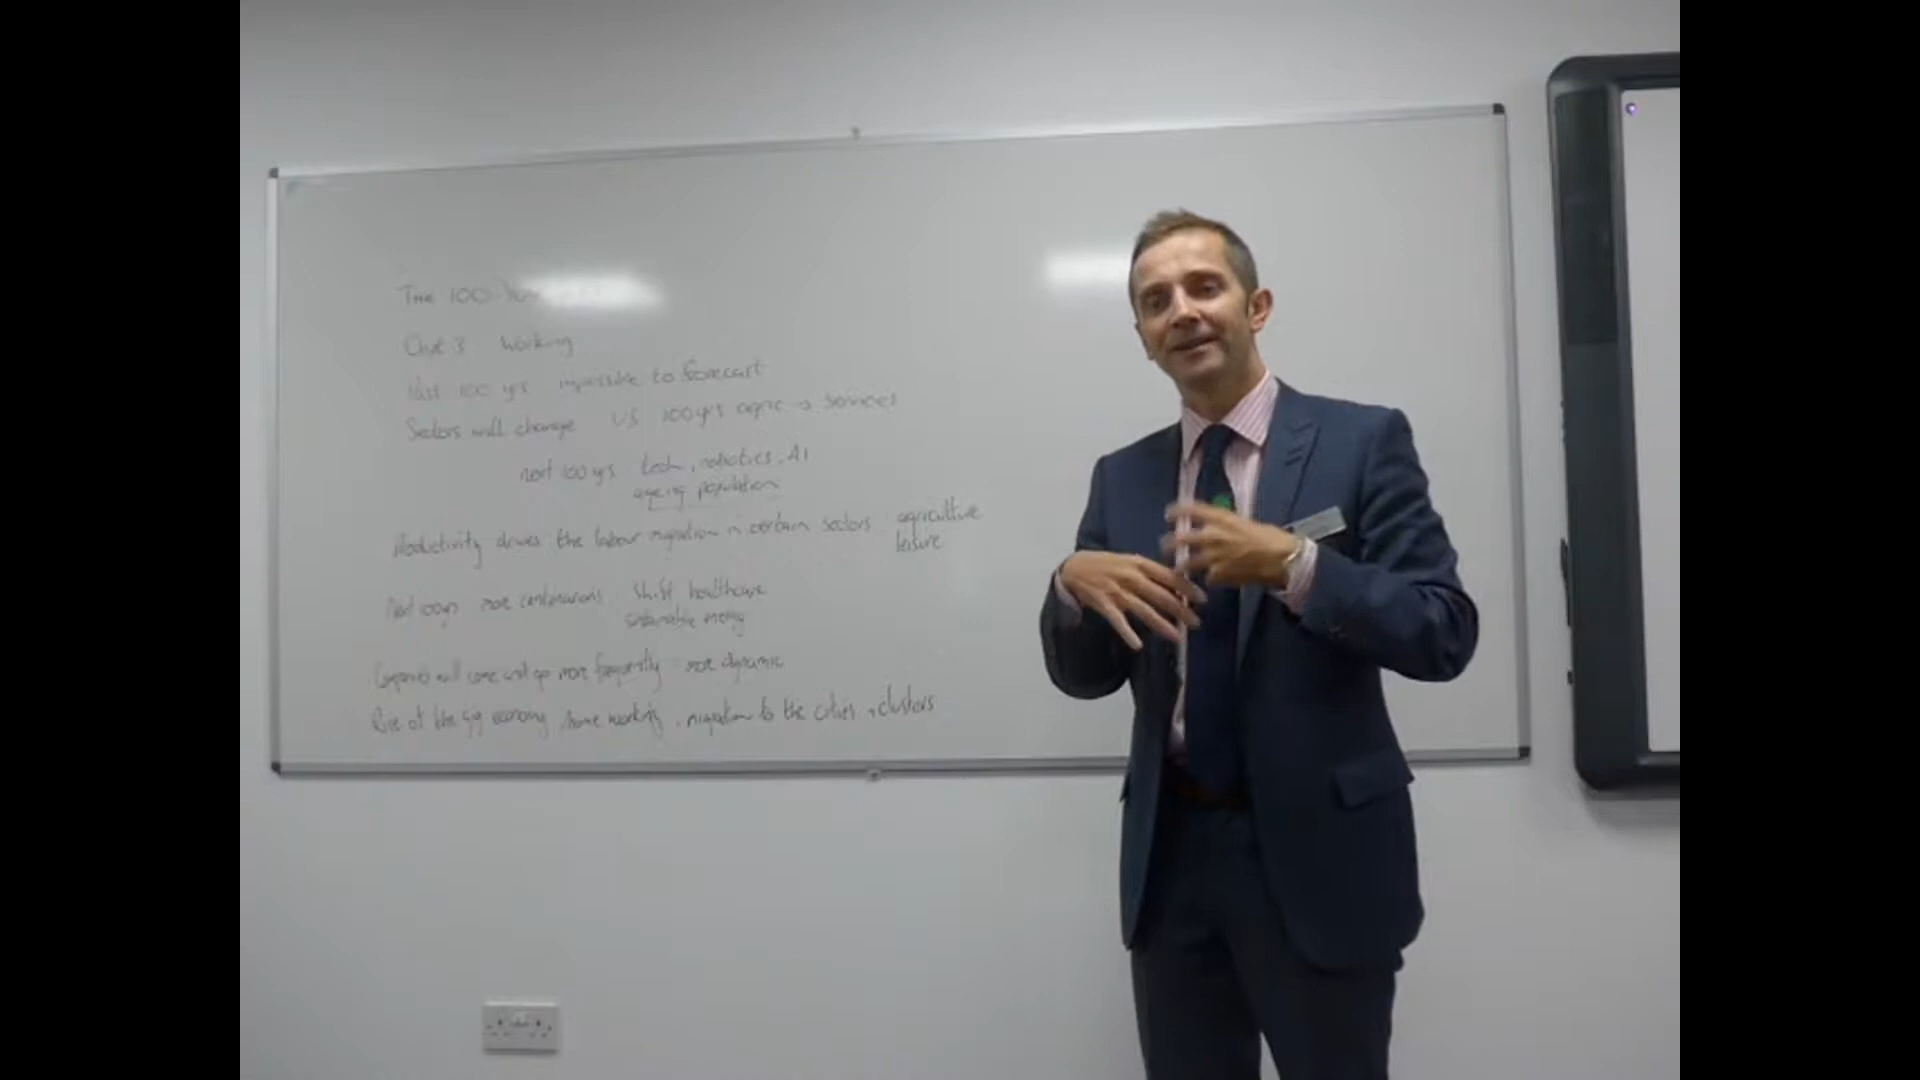 The 100-Year
Chpt 3 Working
last 100 yrs impossible to forecast
Sectors will change US 100 yrs agric → services
next 100 yrs tech, robotics, AI
ageing population
Productivity drives the labour migration in certain sectors agriculture
leisure
Next 100yrs more combinations shift healthcare
sustainable energy
Companies will come and go more frequently more dynamic
Rise of the gig economy, home working, migration to the cities + clusters